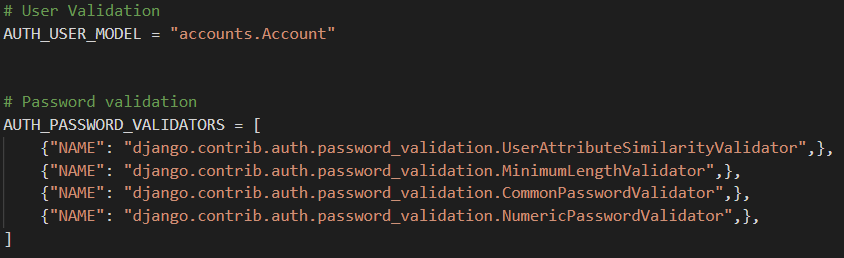 # User Validation
AUTH_USER_MODEL = "accounts.Account"
# Password validation
AUTH_PASSWORD_VALIDATORS = [
    {"NAME": "django.contrib.auth.password_validation.UserAttributeSimilarityValidator",},
    {"NAME": "django.contrib.auth.password_validation.MinimumLengthValidator",},
    {"NAME": "django.contrib.auth.password_validation.CommonPasswordValidator",},
    {"NAME": "django.contrib.auth.password_validation.NumericPasswordValidator",},
]